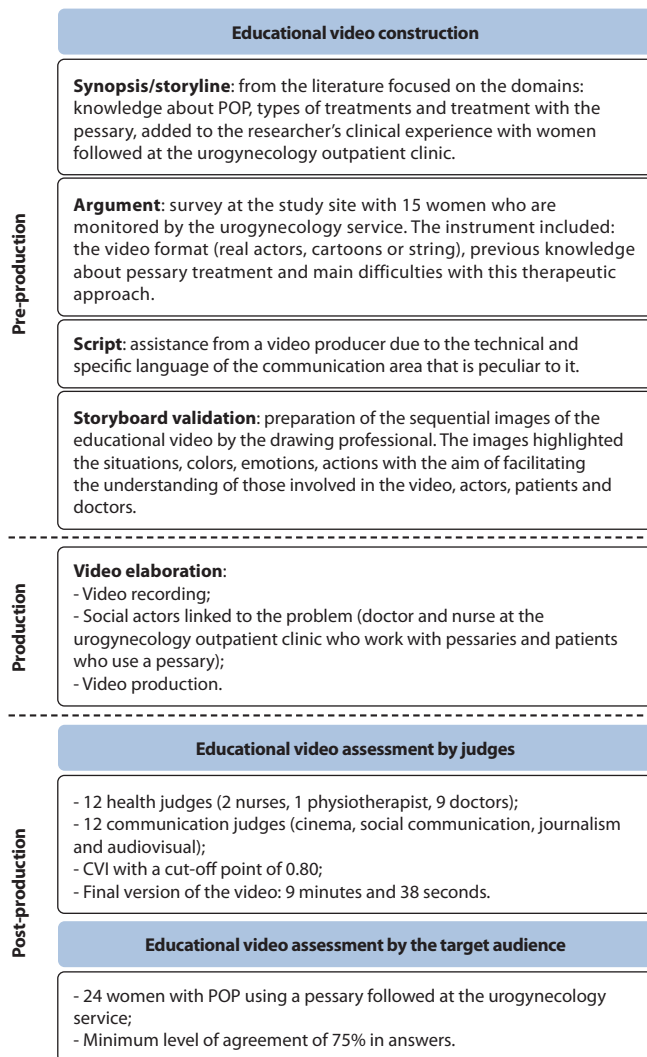 Educational video construction
Pre-production
Synopsis/storyline: from the literature focused on the domains:
knowledge about POP, types of treatments and treatment with the
pessary, added to the researcher's clinical experience with women
followed at the urogynecology outpatient clinic.
Argument: survey at the study site with 15 women who are
monitored by the urogynecology service. The instrument included:
the video format (real actors, cartoons or string), previous knowledge
about pessary treatment and main difficulties with this therapeutic
approach.
Script: assistance from a video producer due to the technical and
specific language of the communication area that is peculiar to it.
Storyboard validation: preparation of the sequential images of the
educational video by the drawing professional. The images highlighted
the situations, colors, emotions, actions with the aim of facilitating
the understanding of those involved in the video, actors, patients and
doctors.
Production
Video elaboration:
- Video recording;
- Social actors linked to the problem (doctor and nurse at the
urogynecology outpatient clinic who work with pessaries and patients
who use a pessary);
- Video production.
Post-production
Educational video assessment by judges
- 12 health judges (2 nurses, 1 physiotherapist, 9 doctors);
- 12 communication judges (cinema, social communication, journalism
and audiovisual);
- CVI with a cut-off point of 0.80;
- Final version of the video: 9 minutes and 38 seconds.
Educational video assessment by the target audience
- 24 women with POP using a pessary followed at the urogynecology
service;
- Minimum level of agreement of 75% in answers.